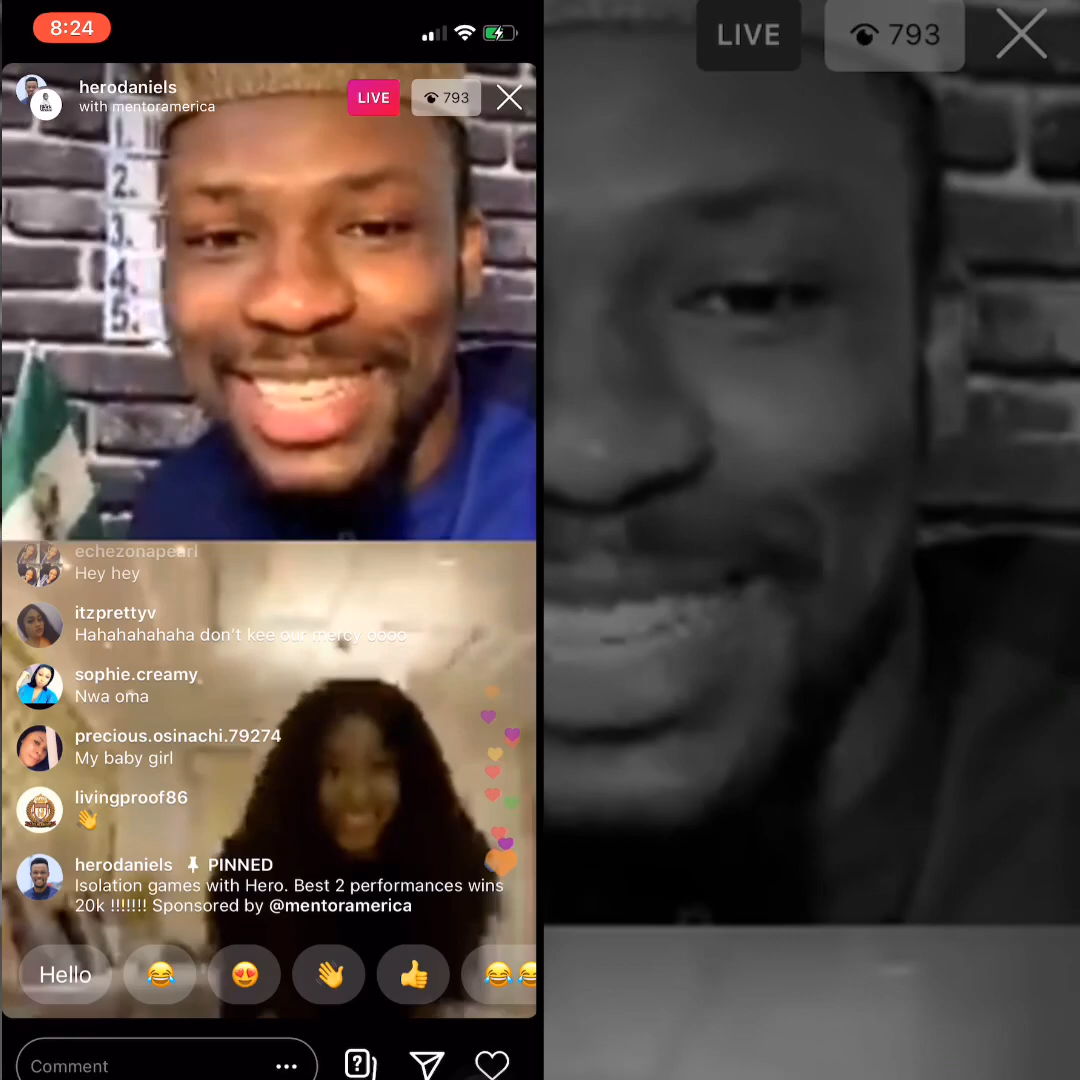 8:24
herodaniels
with mentoramerica
LIVE
793
LIVE
793
1.
2.
3.
4.
5.
echezonapearl
Hey hey
itzprettyv
Hahahahahaha don't kee our mercy oooo
sophie.creamy
Nwa oma
precious.osinachi.79274
My baby girl
livingproof86
👋
herodaniels PINNED
Isolation games with Hero. Best 2 performances wins
20k !!!!!!! Sponsored by @mentoramerica
Hello 😂 😍 👋 👍 😂😂
Comment